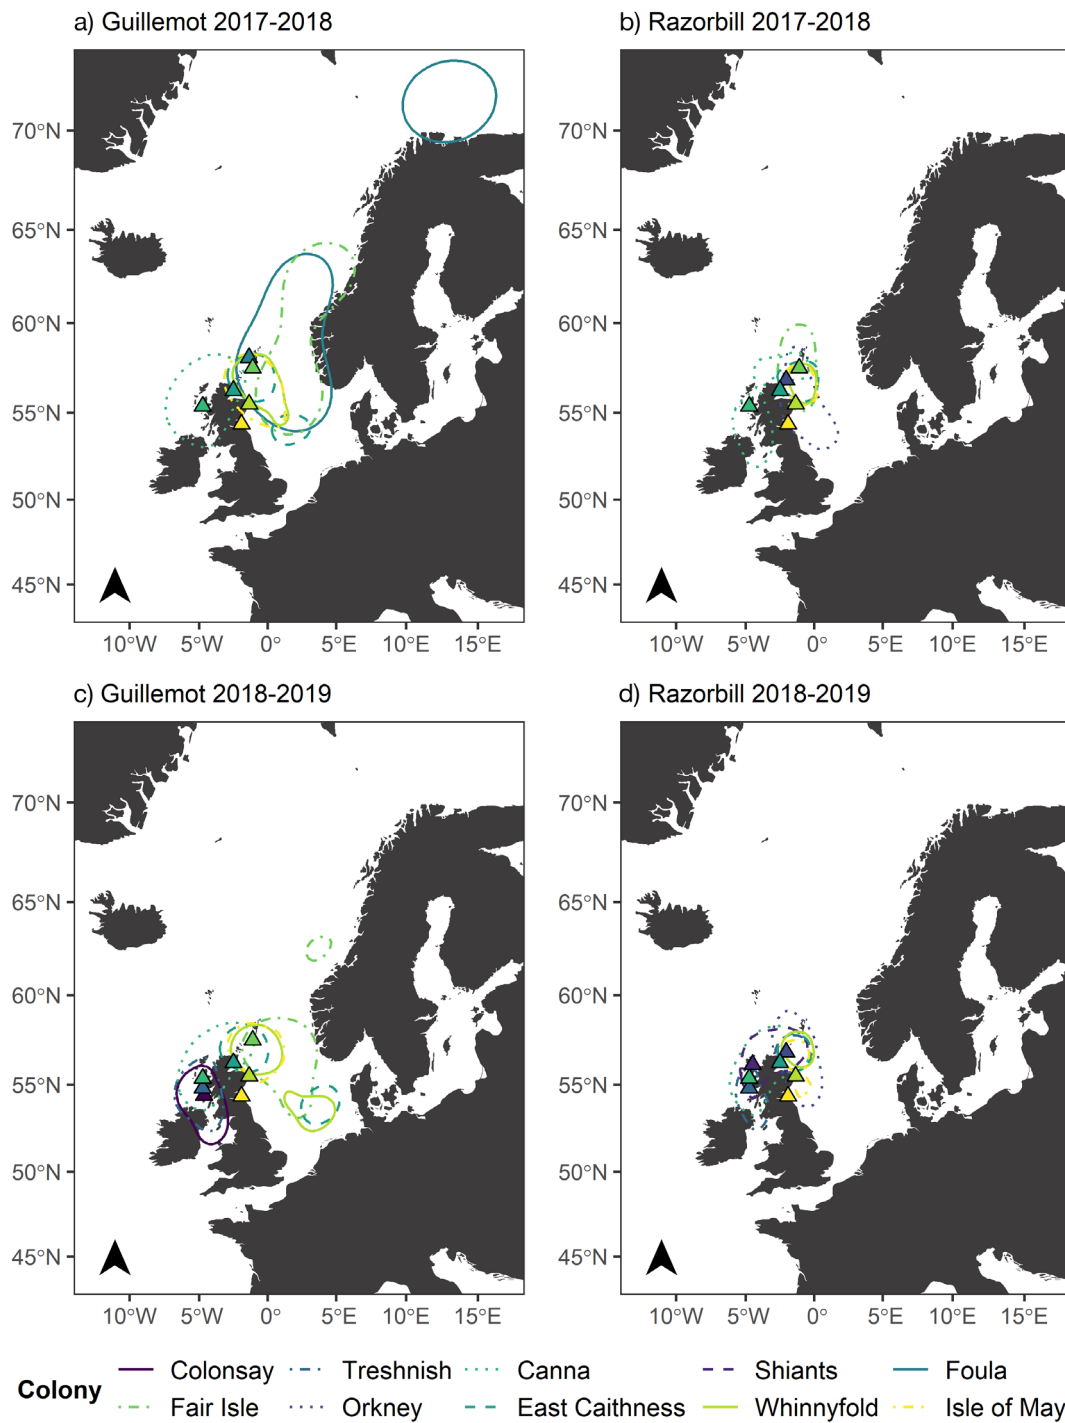 a) Guillemot 2017-2018
b) Razorbill 2017-2018
70°N
70°N
65°N
65°N
60°N
60°N
55°N
55°N
50°N
50°N
45°N
45°N
10°W 5°W 0° 5°E 10°E 15°E
10°W 5°W 0° 5°E 10°E 15°E
c) Guillemot 2018-2019
d) Razorbill 2018-2019
70°N
70°N
65°N
65°N
60°N
60°N
55°N
55°N
50°N
50°N
45°N
45°N
10°W 5°W 0° 5°E 10°E 15°E
10°W 5°W 0° 5°E 10°E 15°E
Colony
Colonsay Treshnish Canna Shiants Foula
Fair Isle Orkney East Caithness Whinnyfold Isle of May